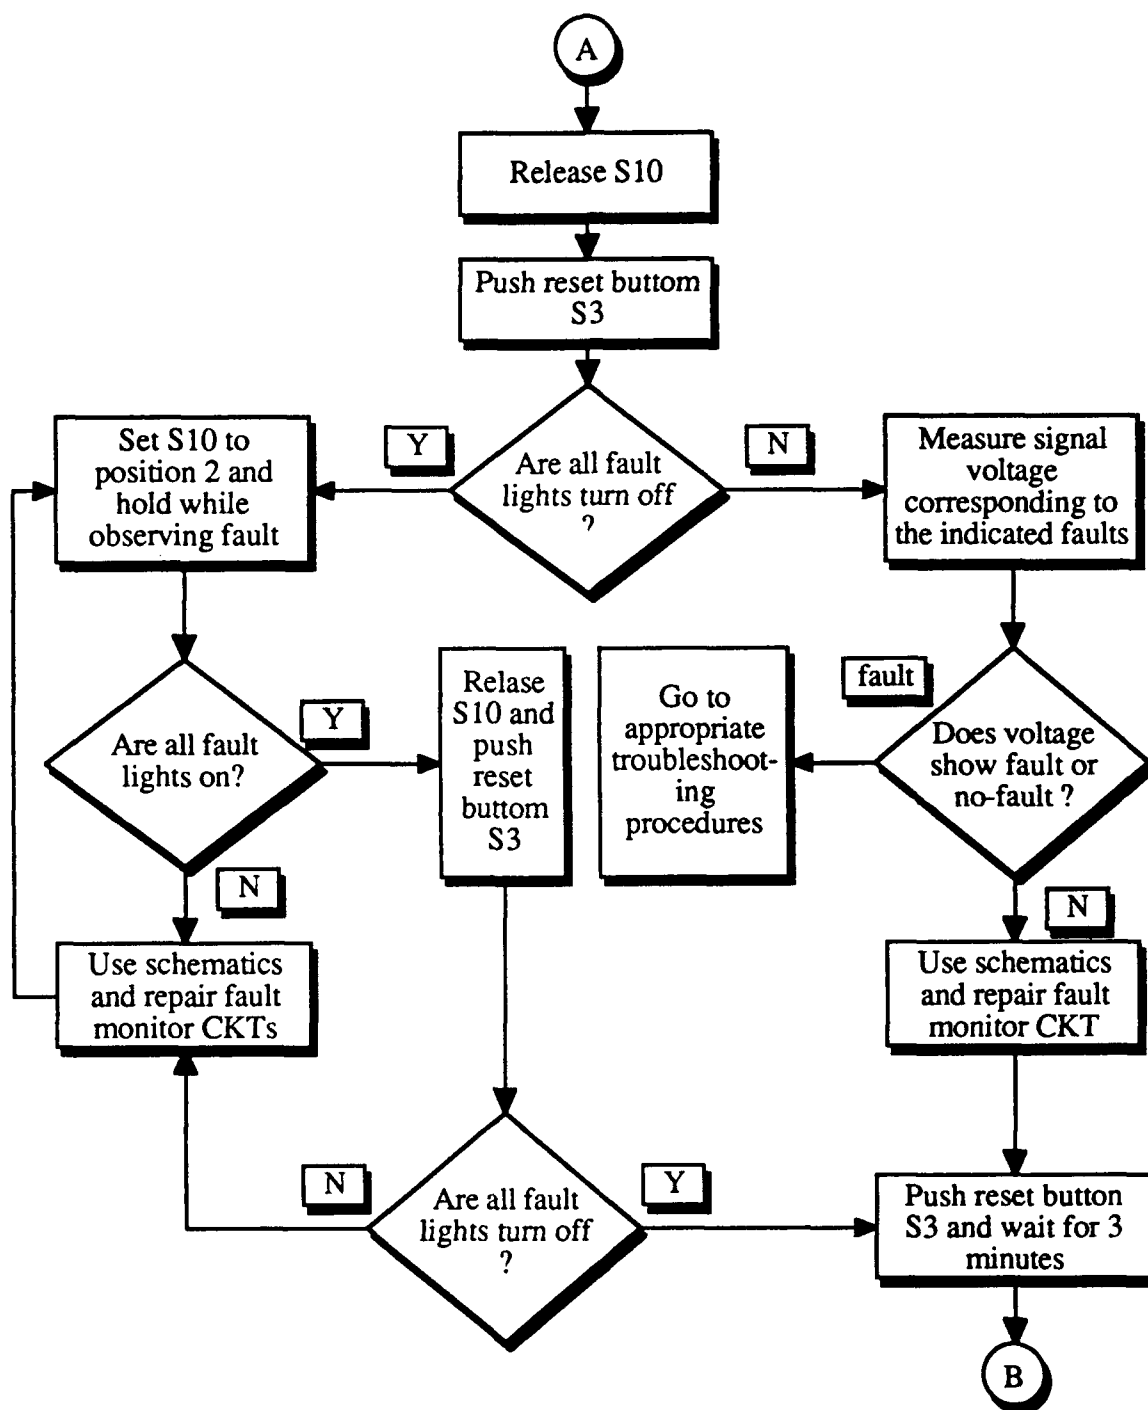 A
Release S10
Push reset buttom
S3
Y
Are all fault
lights turn off
?
N
Set S10 to
position 2 and
hold while
observing fault
Measure signal
voltage
corresponding to
the indicated faults
Are all fault
lights on?
Y
Relase
S10 and
push
reset
buttom
S3
Go to
appropriate
troubleshoot-
ing
procedures
fault
Does voltage
show fault or
no-fault ?
N
N
Use schematics
and repair fault
monitor CKTs
Use schematics
and repair fault
monitor CKT
N
Are all fault
lights turn off
?
Y
Push reset button
S3 and wait for 3
minutes
B